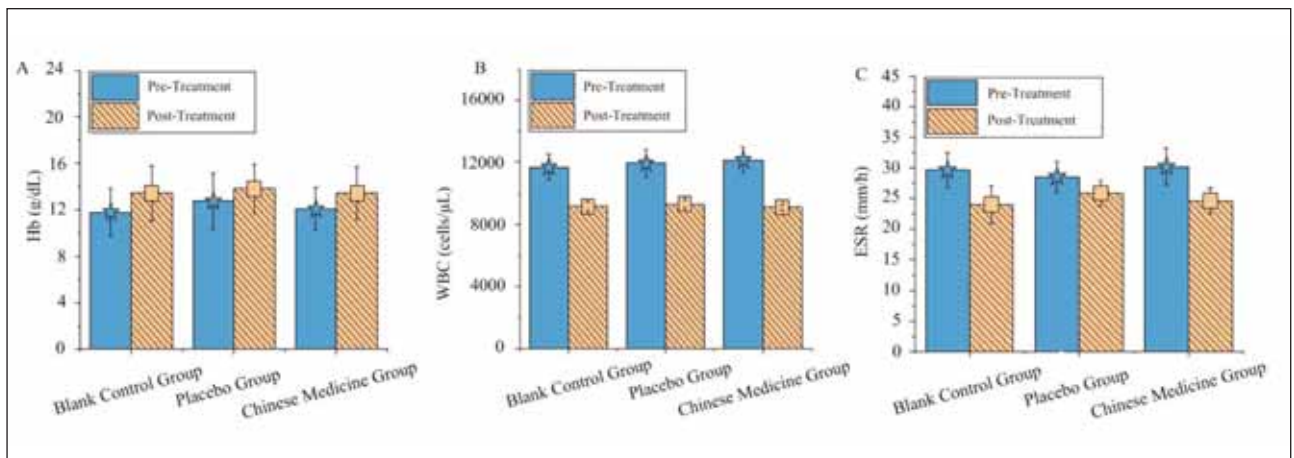 A
24
20
16
12
8
4
0
Hb (g/dL)
Pre-Treatment
Post-Treatment
Blank Control Group
Placebo Group
Chinese Medicine Group
B
16000
12000
8000
4000
0
WBC (cells/μL)
Pre-Treatment
Post-Treatment
Blank Control Group
Placebo Group
Chinese Medicine Group
C
45
40
35
30
25
20
15
10
5
0
ESR (mm/h)
Pre-Treatment
Post-Treatment
Blank Control Group
Placebo Group
Chinese Medicine Group